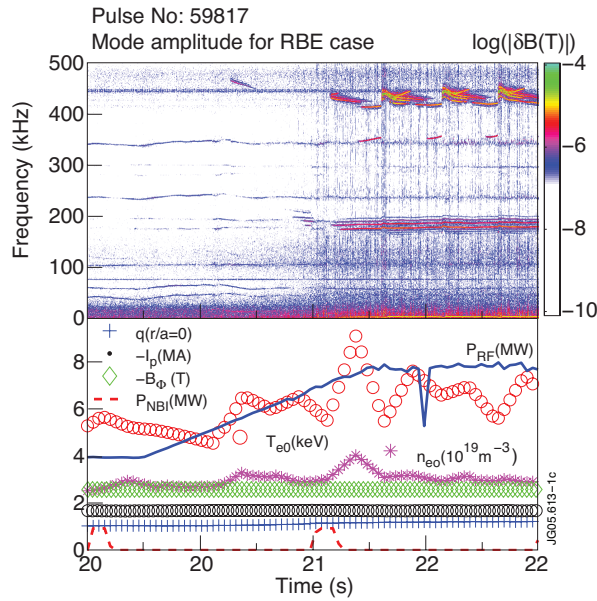 Pulse No: 59817
Mode amplitude for RBE case
log(|δB(T)|)
500
400
300
200
100
0
Frequency (kHz)
−4
−6
−8
−10
q(r/a=0)
−Ip(MA)
−BΦ (T)
PNBI(MW)
PRF(MW)
Te0(keV)
neo(10^19m^−3)
8
6
4
2
0
20 20 21 21 22 22
Time (s)
JG05.613−1c